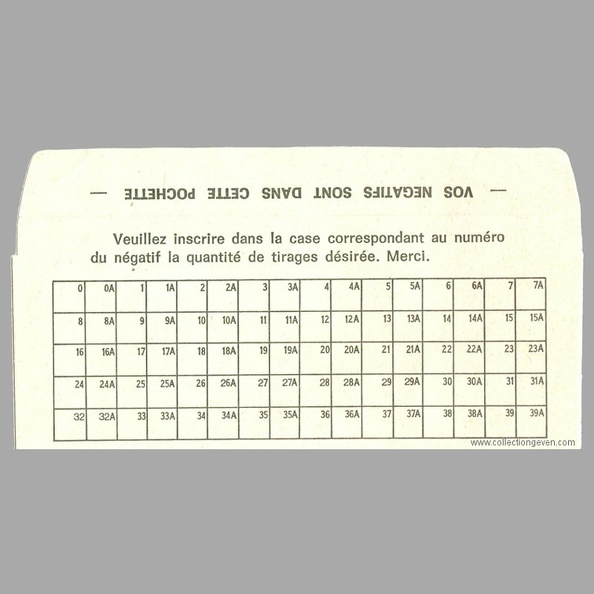 — VOS NEGATIFS SONT DANS CETTE POCHETTE —
Veuillez inscrire dans la case correspondant au numéro
du négatif la quantité de tirages désirée. Merci.
0 0A 1 1A 2 2A 3 3A 4 4A 5 5A 6 6A 7 7A
8 8A 9 9A 10 10A 11 11A 12 12A 13 13A 14 14A 15 15A
16 16A 17 17A 18 18A 19 19A 20 20A 21 21A 22 22A 23 23A
24 24A 25 25A 26 26A 27 27A 28 28A 29 29A 30 30A 31 31A
32 32A 33 33A 34 34A 35 35A 36 36A 37 37A 38 38A 39 39A
www.collectiongeven.com